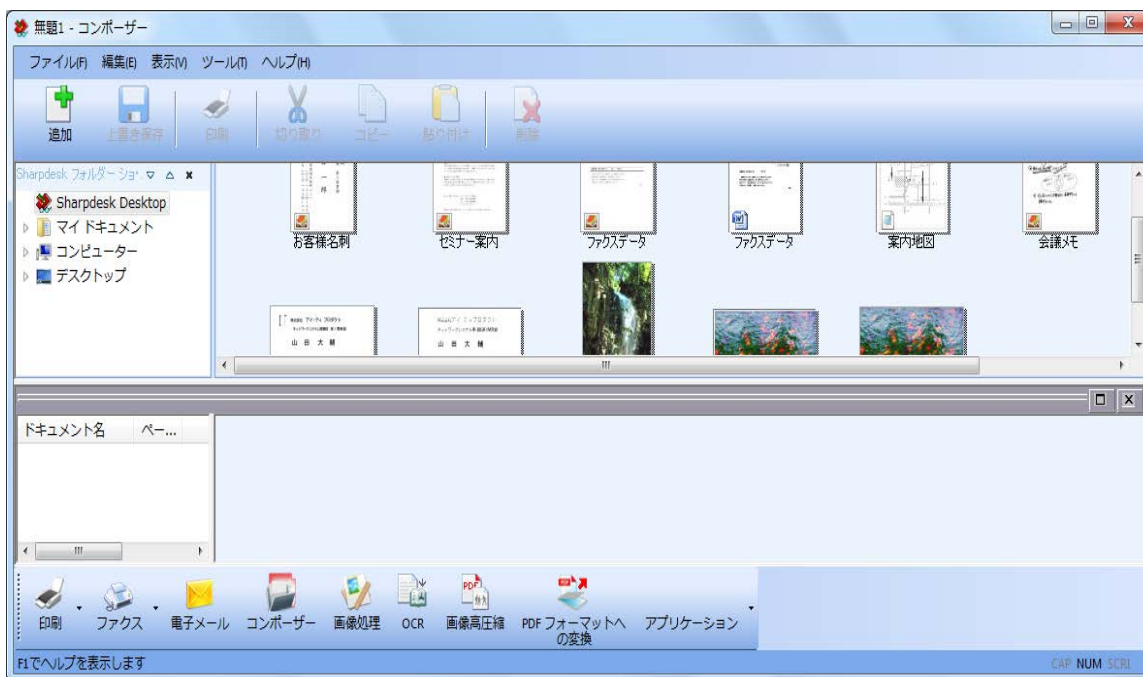 無題1 - コンポーザー
ファイル(F) 編集(E) 表示(V) ツール(T) ヘルプ(H)
追加 上書き保存 印刷 切り取り コピー 貼り付け 削除
Sharpdesk フォルダー ショ
Sharpdesk Desktop
マイ ドキュメント
コンピューター
デスクトップ
お客様名刺 セミナー案内 ファクスデータ ファクスデータ 案内地図 会議メモ
山 田 大 輔 山 田 大 輔
ドキュメント名 ペー...
印刷 ファクス 電子メール コンポーザー 画像処理 OCR 画像高圧縮 PDF フォーマットへ アプリケーション
の変換
F1でヘルプを表示します CAP NUM SCRL